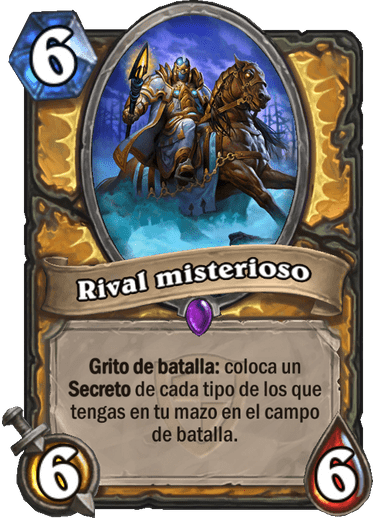 6
Rival misterioso
Grito de batalla: coloca un
Secreto de cada tipo de los que
tengas en tu mazo en el campo
de batalla.
6
6